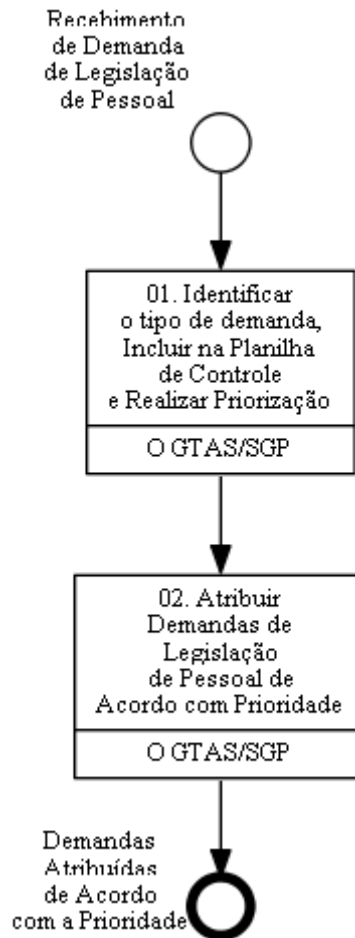 Recebimento
de Demanda
de Legislação
de Pessoal
01. Identificar
o tipo de demanda,
Incluir na Planilha
de Controle
e Realizar Priorização
O GTAS/SGP
02. Atribuir
Demandas de
Legislação
de Pessoal de
Acordo com Prioridade
O GTAS/SGP
Demandas
Atribuídas
de Acordo
com a Prioridade